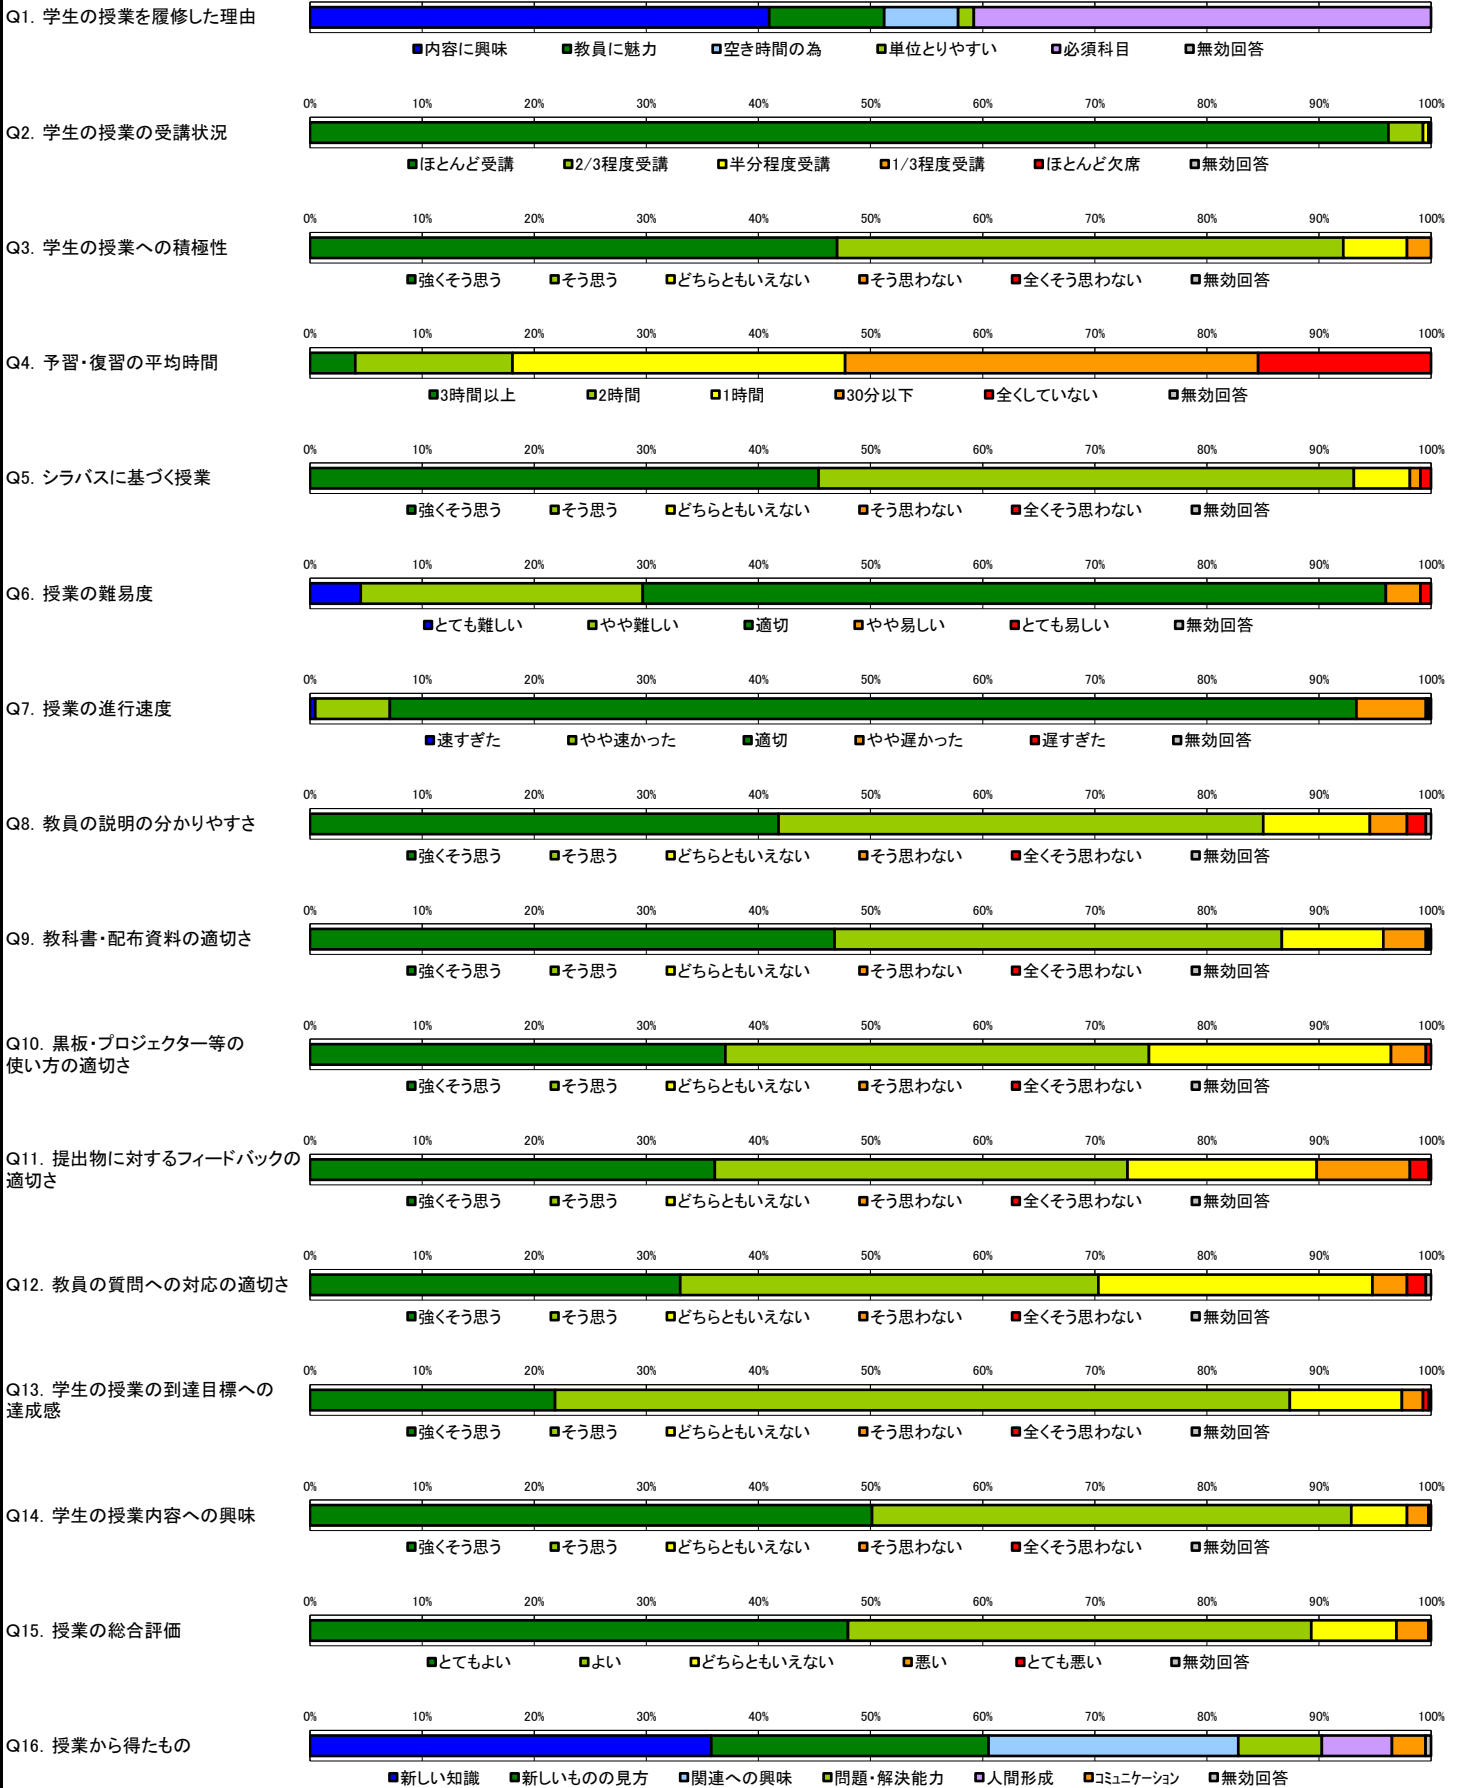 Q1. 学生の授業を履修した理由
内容に興味 教員に魅力 空き時間の為 単位とりやすい 必須科目 無効回答
0% 10% 20% 30% 40% 50% 60% 70% 80% 90% 100%
Q2. 学生の授業の受講状況
ほとんど受講 2/3程度受講 半分程度受講 1/3程度受講 ほとんど欠席 無効回答
0% 10% 20% 30% 40% 50% 60% 70% 80% 90% 100%
Q3. 学生の授業への積極性
強くそう思う そう思う どちらともいえない そう思わない 全くそう思わない 無効回答
0% 10% 20% 30% 40% 50% 60% 70% 80% 90% 100%
Q4. 予習・復習の平均時間
3時間以上 2時間 1時間 30分以下 全くしていない 無効回答
0% 10% 20% 30% 40% 50% 60% 70% 80% 90% 100%
Q5. シラバスに基づく授業
強くそう思う そう思う どちらともいえない そう思わない 全くそう思わない 無効回答
0% 10% 20% 30% 40% 50% 60% 70% 80% 90% 100%
Q6. 授業の難易度
とても難しい やや難しい 適切 やや易しい とても易しい 無効回答
0% 10% 20% 30% 40% 50% 60% 70% 80% 90% 100%
Q7. 授業の進行速度
速すぎた やや速かった 適切 やや遅かった 遅すぎた 無効回答
0% 10% 20% 30% 40% 50% 60% 70% 80% 90% 100%
Q8. 教員の説明の分かりやすさ
強くそう思う そう思う どちらともいえない そう思わない 全くそう思わない 無効回答
0% 10% 20% 30% 40% 50% 60% 70% 80% 90% 100%
Q9. 教科書・配布資料の適切さ
強くそう思う そう思う どちらともいえない そう思わない 全くそう思わない 無効回答
0% 10% 20% 30% 40% 50% 60% 70% 80% 90% 100%
Q10. 黒板・プロジェクター等の
使い方の適切さ
強くそう思う そう思う どちらともいえない そう思わない 全くそう思わない 無効回答
0% 10% 20% 30% 40% 50% 60% 70% 80% 90% 100%
Q11. 提出物に対するフィードバックの
適切さ
強くそう思う そう思う どちらともいえない そう思わない 全くそう思わない 無効回答
0% 10% 20% 30% 40% 50% 60% 70% 80% 90% 100%
Q12. 教員の質問への対応の適切さ
強くそう思う そう思う どちらともいえない そう思わない 全くそう思わない 無効回答
0% 10% 20% 30% 40% 50% 60% 70% 80% 90% 100%
Q13. 学生の授業の到達目標への
達成感
強くそう思う そう思う どちらともいえない そう思わない 全くそう思わない 無効回答
0% 10% 20% 30% 40% 50% 60% 70% 80% 90% 100%
Q14. 学生の授業内容への興味
強くそう思う そう思う どちらともいえない そう思わない 全くそう思わない 無効回答
0% 10% 20% 30% 40% 50% 60% 70% 80% 90% 100%
Q15. 授業の総合評価
とてもよい よい どちらともいえない 悪い とても悪い 無効回答
0% 10% 20% 30% 40% 50% 60% 70% 80% 90% 100%
Q16. 授業から得たもの
新しい知識 新しいものの見方 関連への興味 問題・解決能力 人間形成 コミュニケーション 無効回答